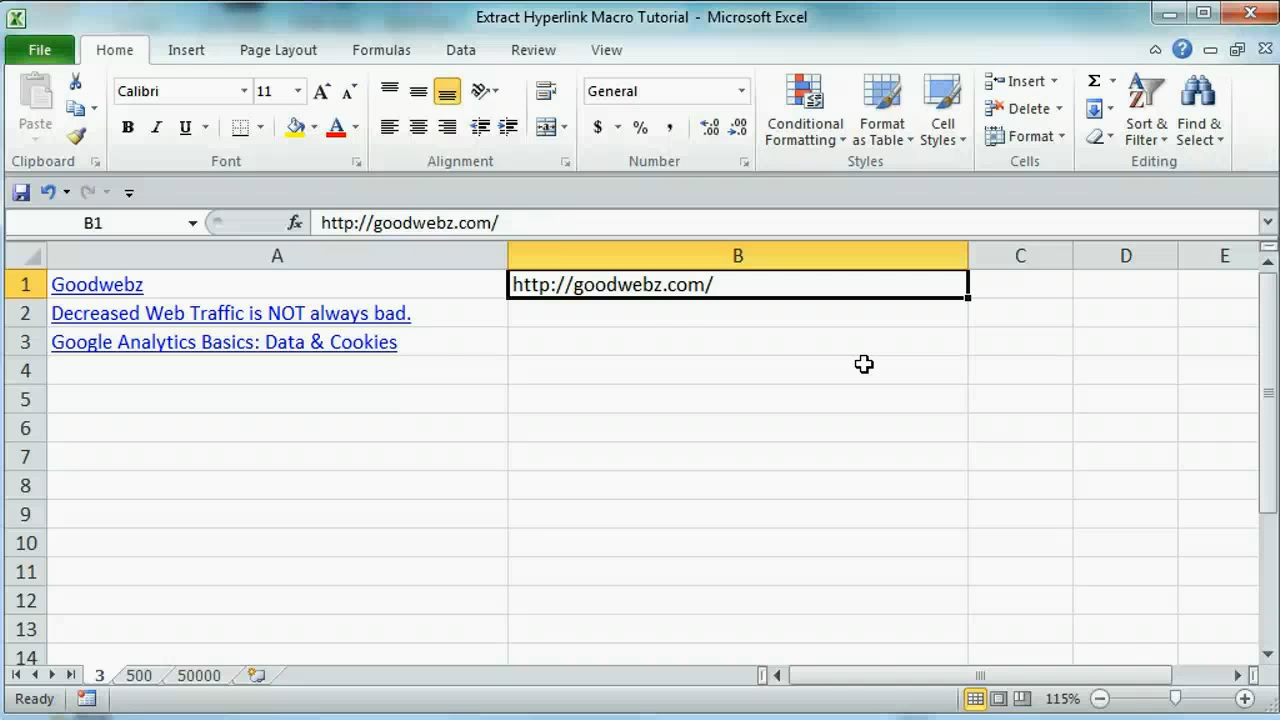 Extract Hyperlink Macro Tutorial - Microsoft Excel
File Home Insert Page Layout Formulas Data Review View
Calibri 11 General Insert Σ
Paste B I U $ % , Conditional Formatting Format as Table Cell Styles Delete Format Sort & Filter Find & Select
Clipboard Font Alignment Number Styles Cells Editing
B1 fx http://goodwebz.com/
A B C D E
1 Goodwebz http://goodwebz.com/
2 Decreased Web Traffic is NOT always bad.
3 Google Analytics Basics: Data & Cookies
4
5
6
7
8
9
10
11
12
13
14
3 500 50000
Ready 115%